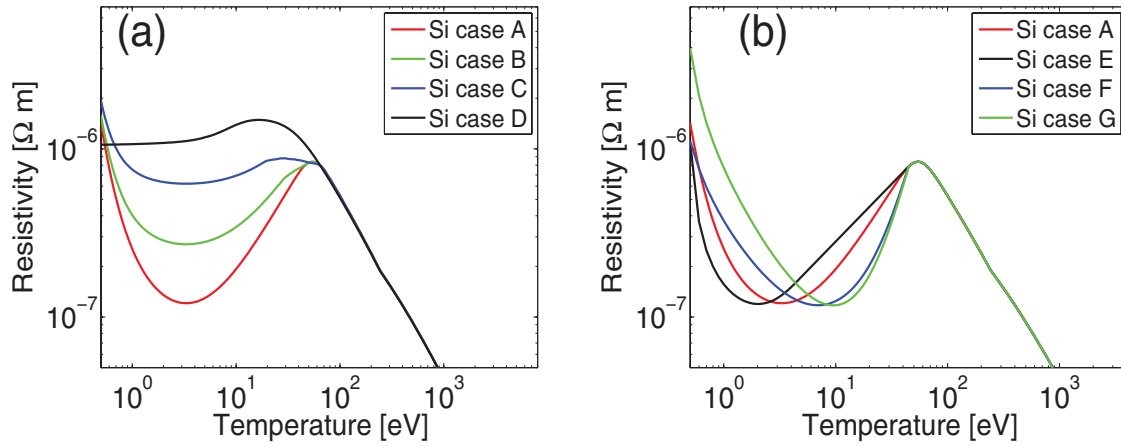 (a)
Si case A
Si case B
Si case C
Si case D
Resistivity [Ω m]
10^-6
10^-7
10^0
10^1
10^2
10^3
Temperature [eV]
(b)
Si case A
Si case E
Si case F
Si case G
Resistivity [Ω m]
10^-6
10^-7
10^0
10^1
10^2
10^3
Temperature [eV]